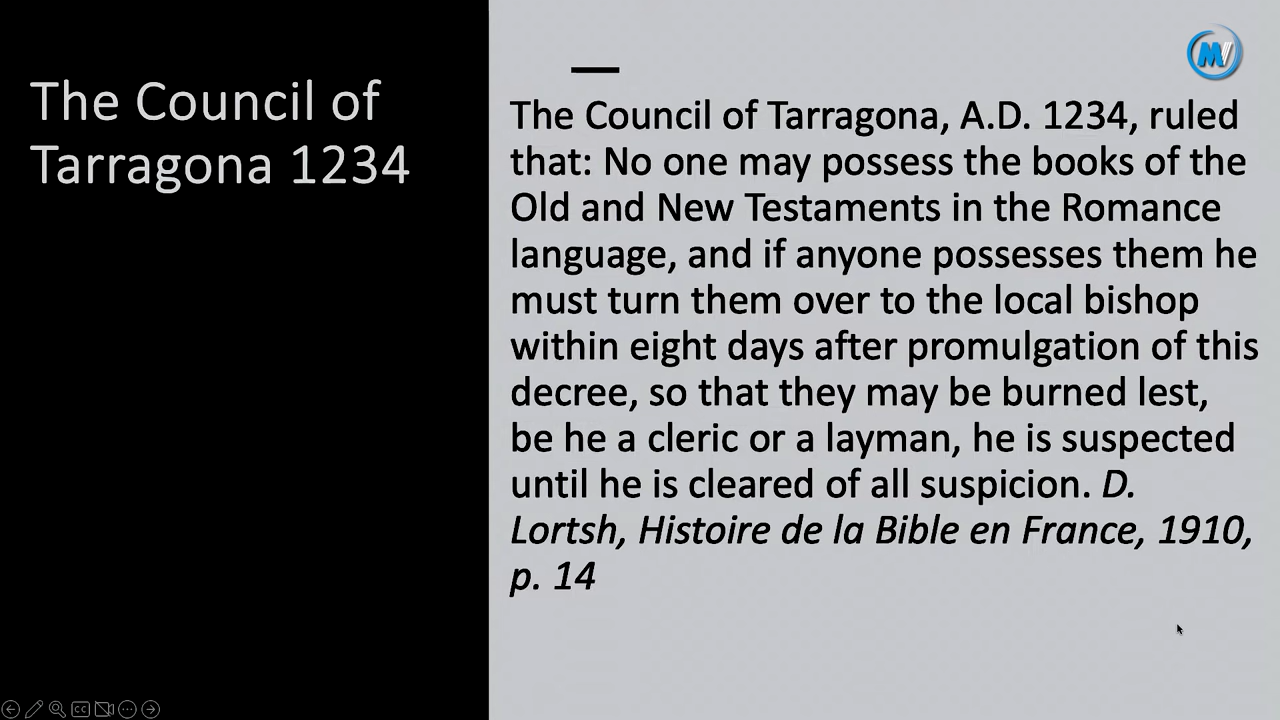 The Council of
Tarragona 1234
MV
The Council of Tarragona, A.D. 1234, ruled
that: No one may possess the books of the
Old and New Testaments in the Romance
language, and if anyone possesses them he
must turn them over to the local bishop
within eight days after promulgation of this
decree, so that they may be burned lest,
be he a cleric or a layman, he is suspected
until he is cleared of all suspicion. D.
Lortsh, Histoire de la Bible en France, 1910,
p. 14
CC